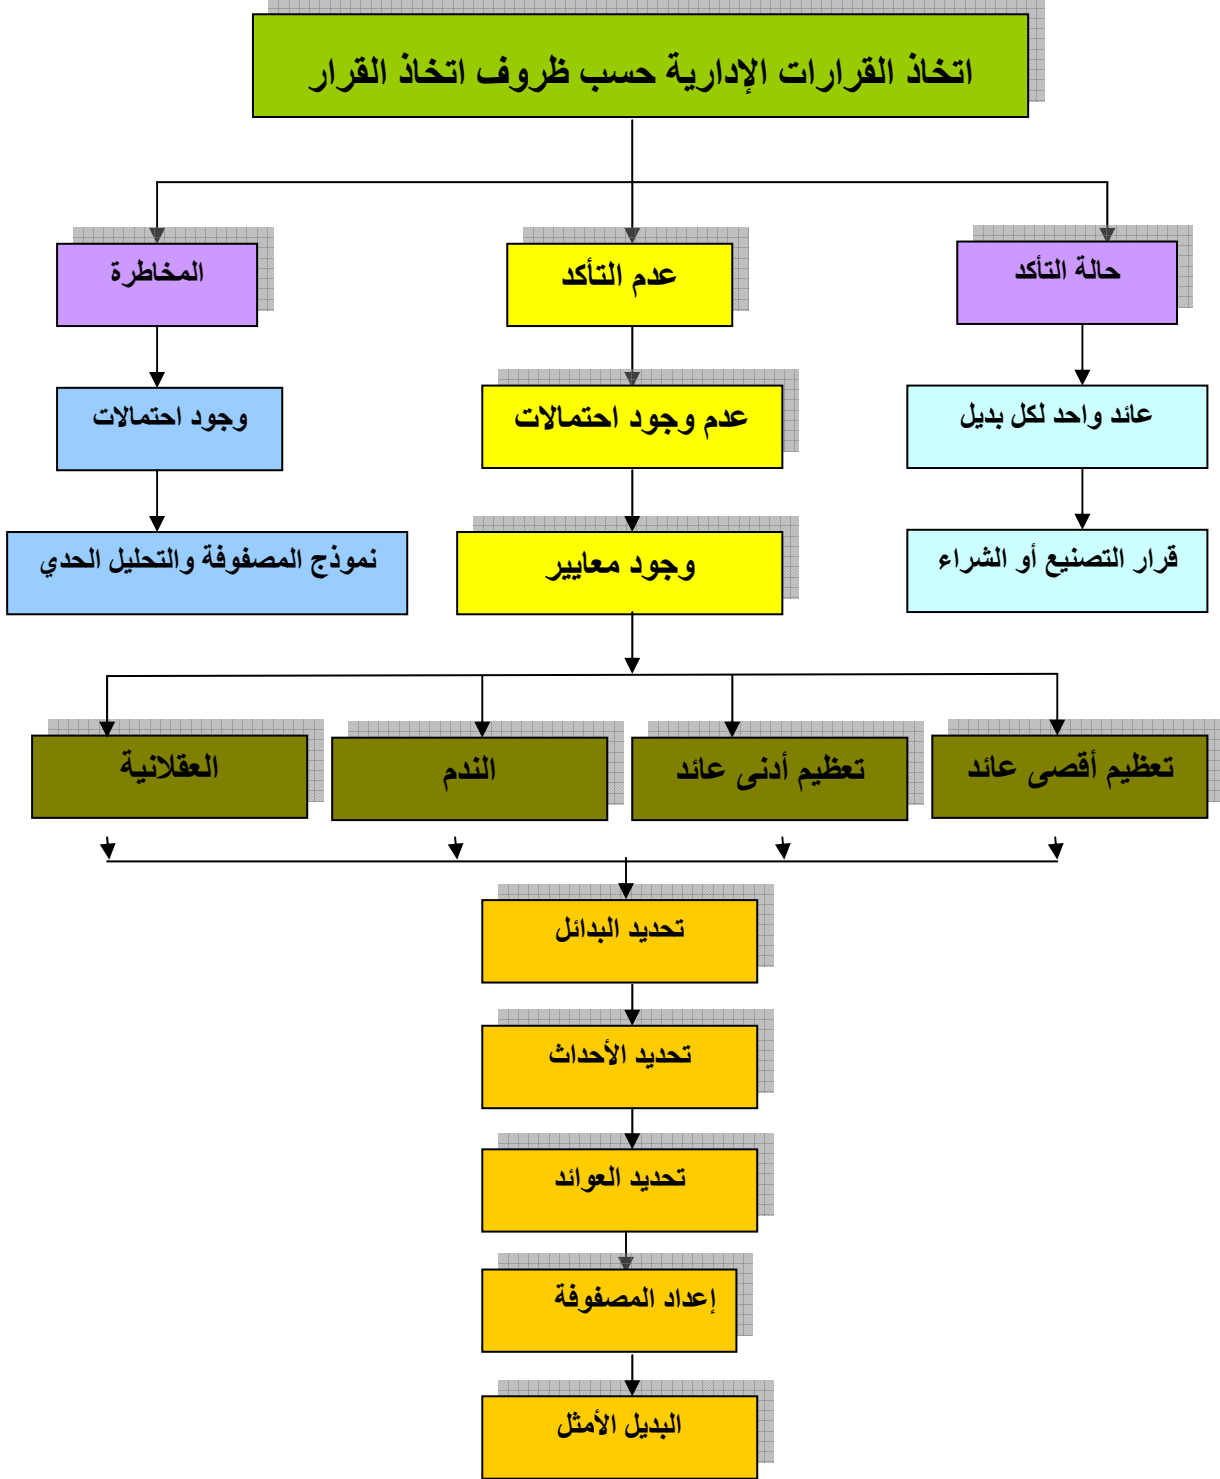 اتخاذ القرارات الإدارية حسب ظروف اتخاذ القرار
حالة التأكد
عدم التأكد
المخاطرة
عائد واحد لكل بديل
عدم وجود احتمالات
وجود احتمالات
قرار التصنيع أو الشراء
وجود معايير
نموذج المصفوفة والتحليل الحدي
تعظيم أقصى عائد
تعظيم أدنى عائد
الندم
العقلانية
تحديد البدائل
تحديد الأحداث
تحديد العوائد
إعداد المصفوفة
البديل الأمثل